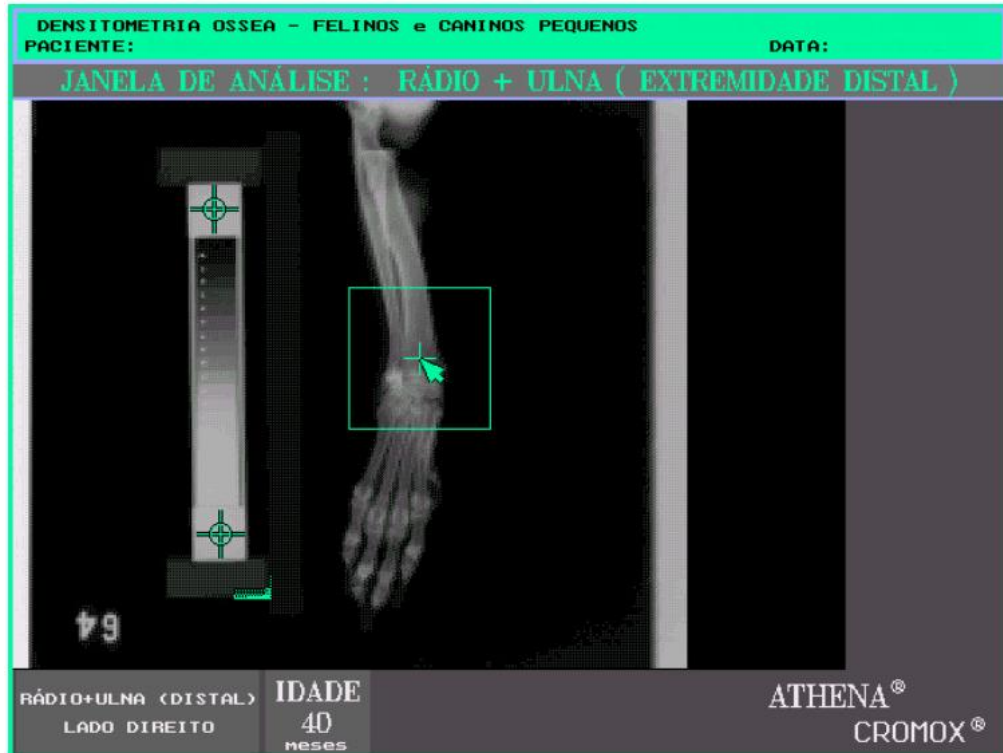 DENSITOMETRIA OSSEA - FELINOS e CANINOS PEQUENOS
PACIENTE: DATA:
JANELA DE ANÁLISE : RÁDIO + ULNA ( EXTREMIDADE DISTAL )
64
RÁDIO+ULNA (DISTAL)
LADO DIREITO
IDADE
40
meses
ATHENA®
CROMOX®